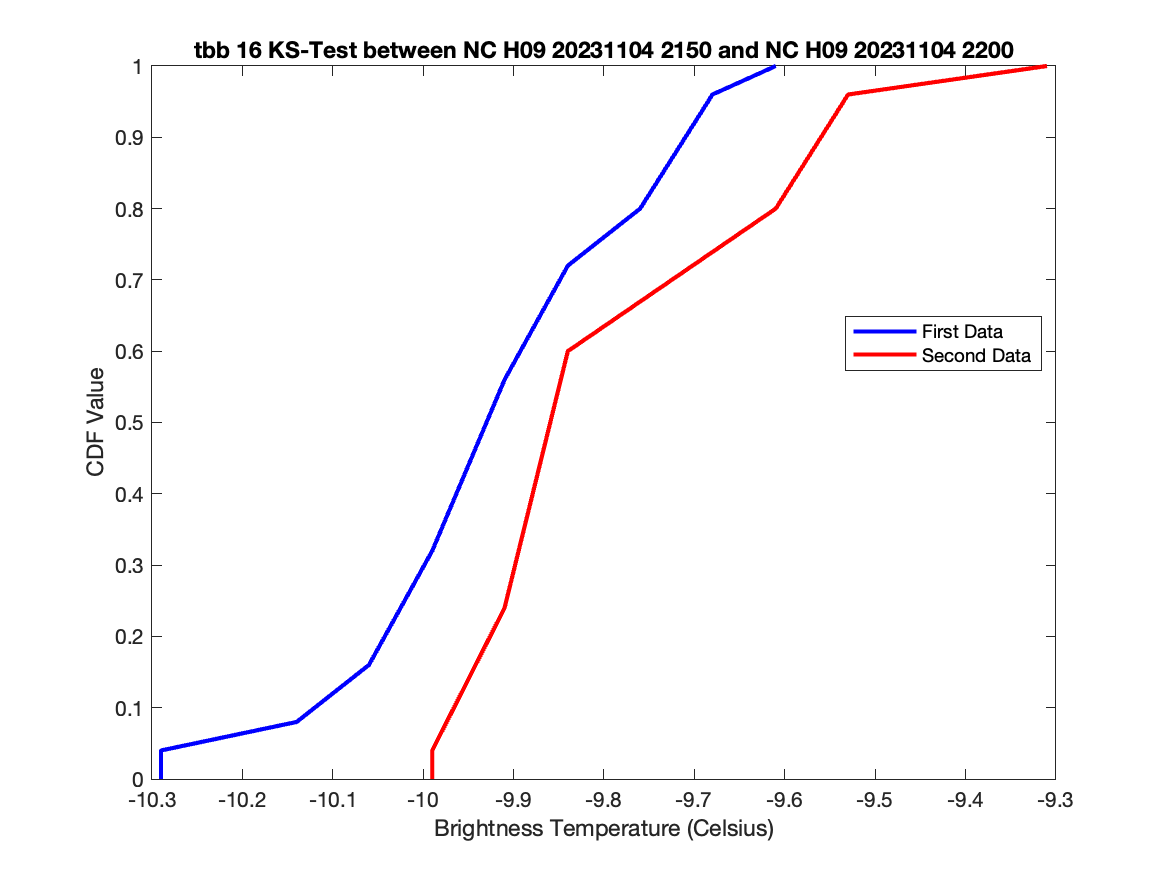 tbb 16 KS-Test between NC H09 20231104 2150 and NC H09 20231104 2200
1
0.9
0.8
0.7
0.6
0.5
0.4
0.3
0.2
0.1
0
CDF Value
First Data
Second Data
-10.3 -10.2 -10.1 -10 -9.9 -9.8 -9.7 -9.6 -9.5 -9.4 -9.3
Brightness Temperature (Celsius)